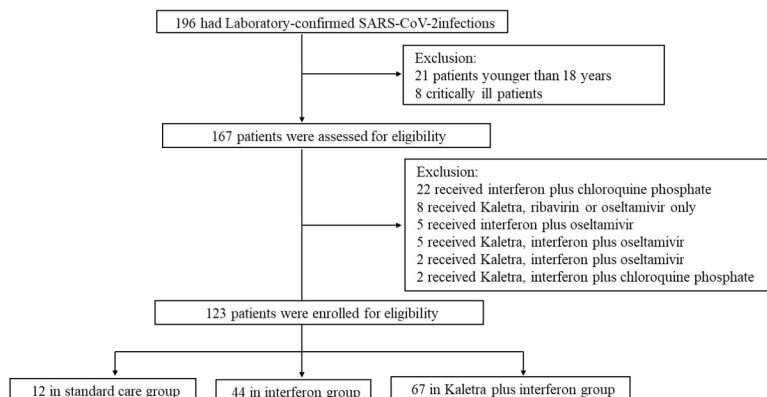 196 had Laboratory-confirmed SARS-CoV-2infections
Exclusion:
21 patients younger than 18 years
8 critically ill patients
167 patients were assessed for eligibility
Exclusion:
22 received interferon plus chloroquine phosphate
8 received Kaletra, ribavirin or oseltamivir only
5 received interferon plus oseltamivir
5 received Kaletra, interferon plus oseltamivir
2 received Kaletra, interferon plus oseltamivir
2 received Kaletra, interferon plus chloroquine phosphate
123 patients were enrolled for eligibility
12 in standard care group
44 in interferon group
67 in Kaletra plus interferon group